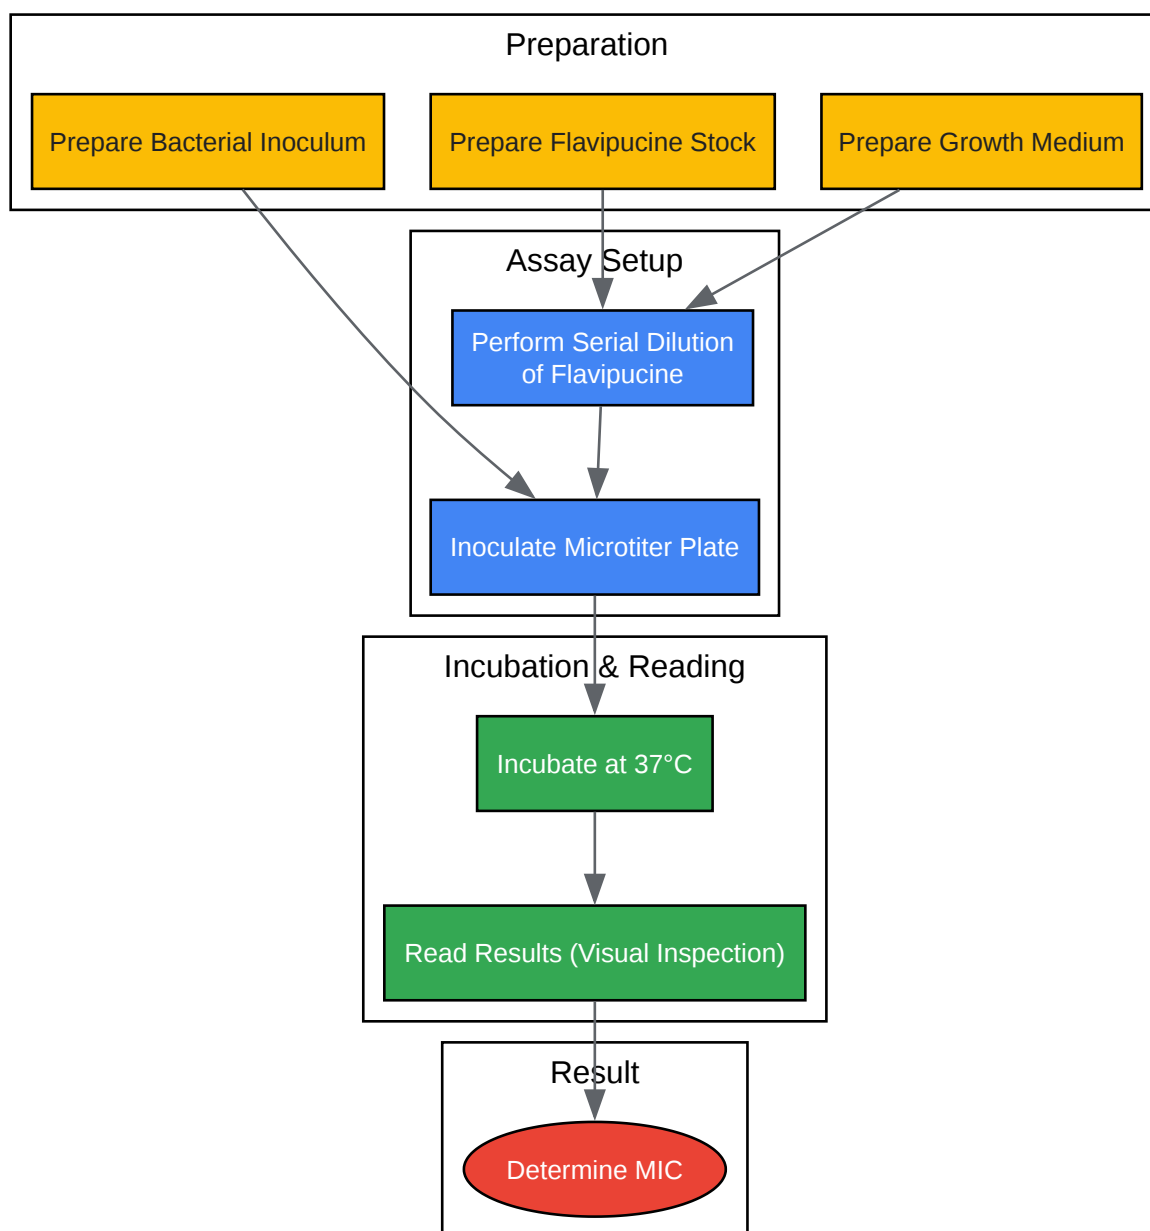 Preparation
Prepare Bacterial Inoculum
Prepare Flavipucine Stock
Prepare Growth Medium
Assay Setup
Perform Serial Dilution
of Flavipucine
Inoculate Microtiter Plate
Incubation & Reading
Incubate at 37°C
Read Results (Visual Inspection)
Result
Determine MIC